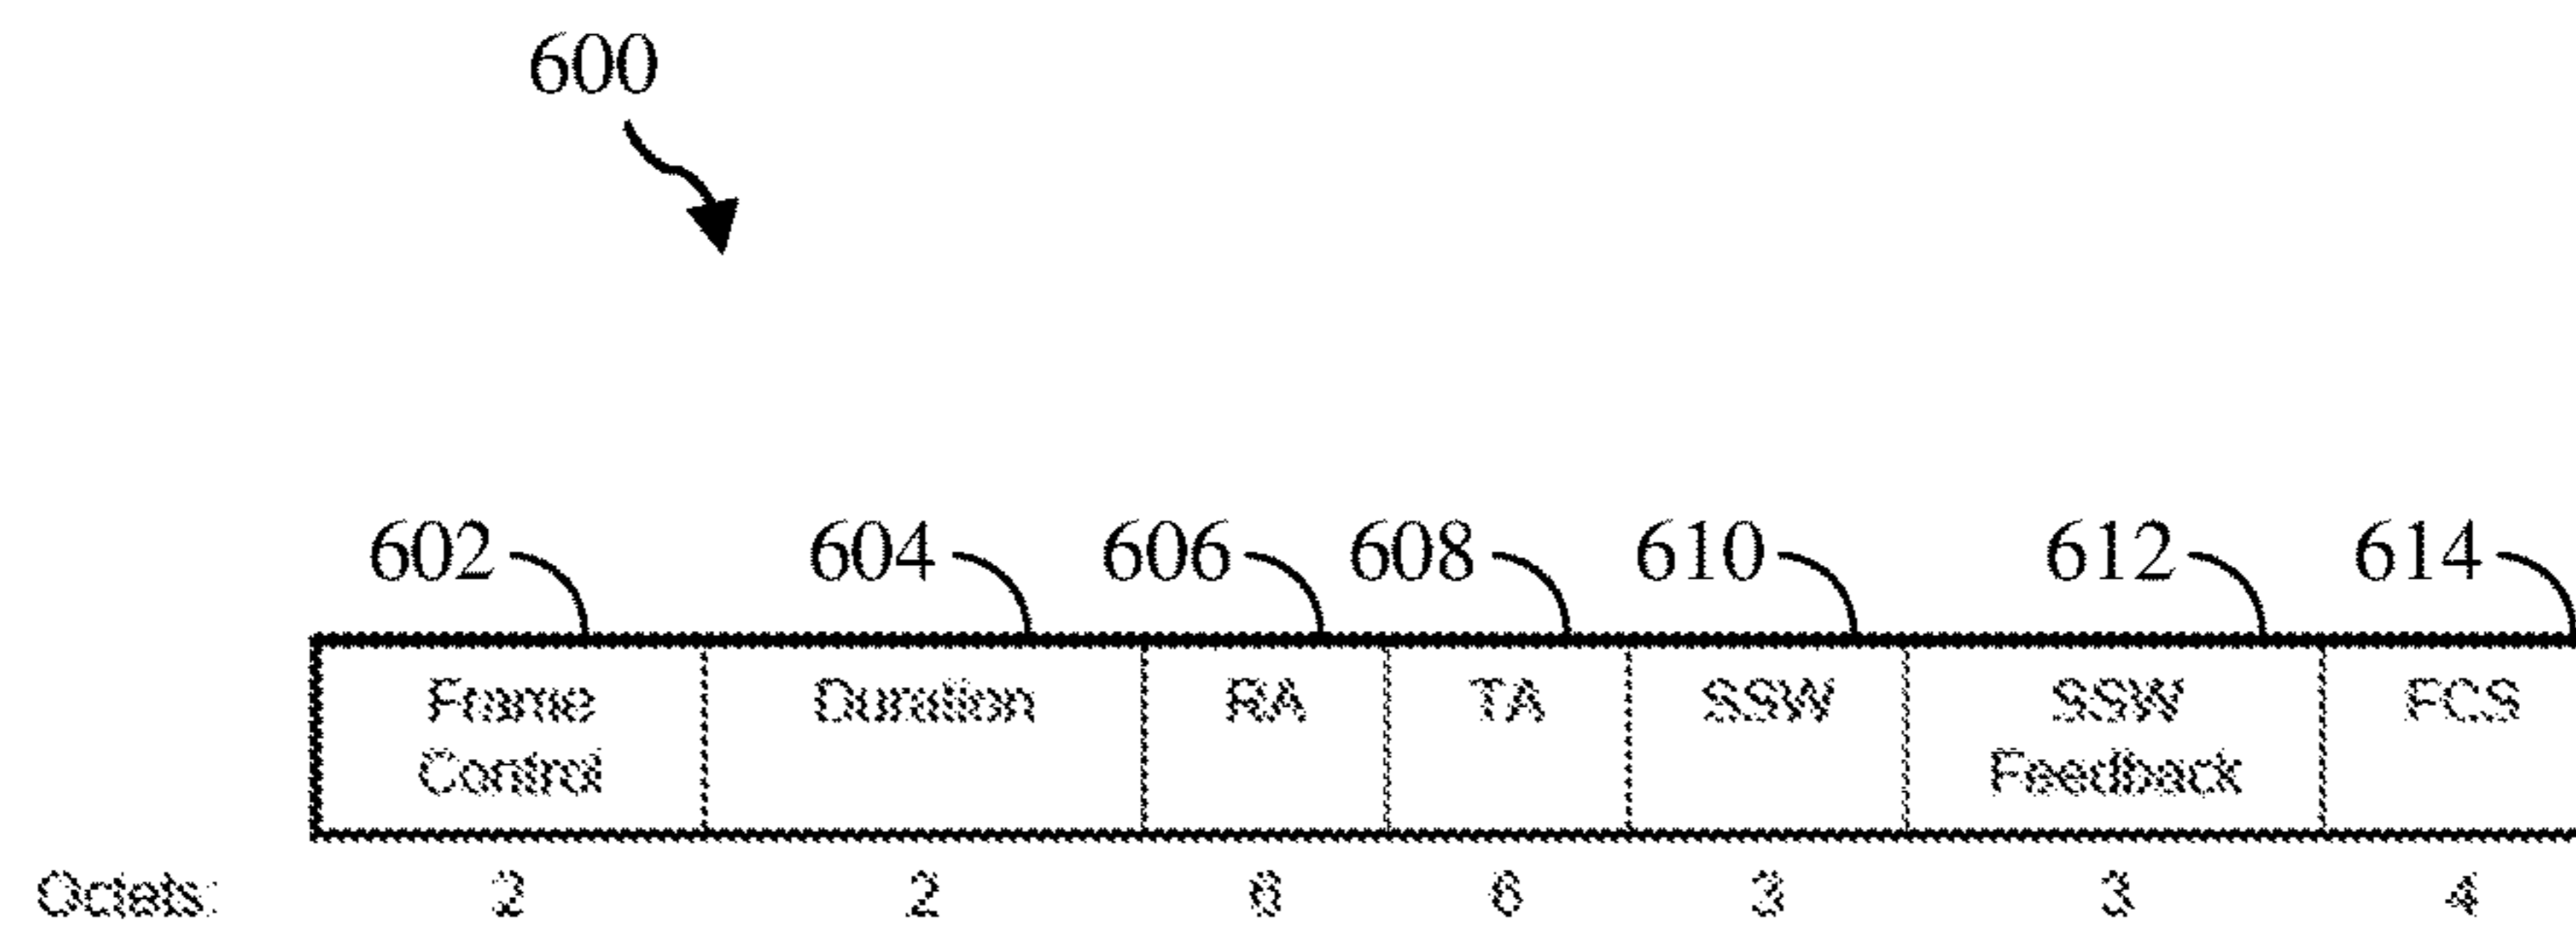 600
602 604 606 608 610 612 614
Frame Control Duration RA TA SSW SSW Feedback FCS
Octets: 2 2 6 6 3 3 4